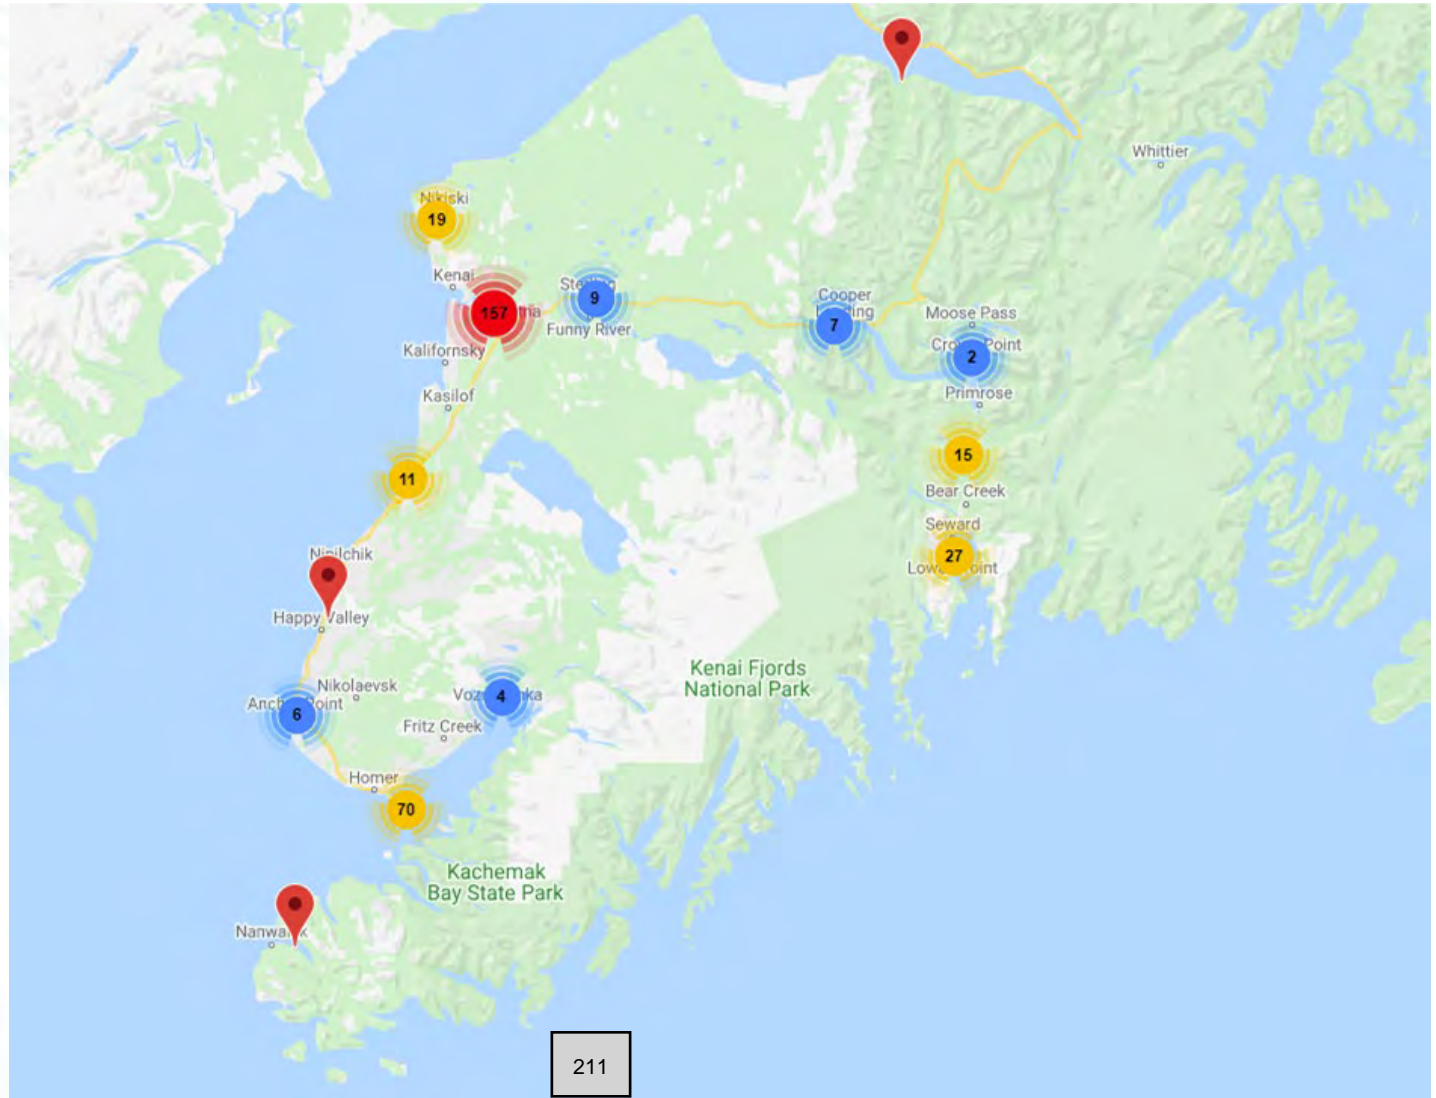 Whittier
19
Kenai
157
9
Funny River
Cooper
7
Moose Pass
2
Kalifornsky
Primrose
Kasilof
15
11
Bear Creek
Seward
27
Happy Valley
Kenai Fjords
National Park
Nikolaevsk
4
6
Fritz Creek
Homer
70
Kachemak
Bay State Park
211